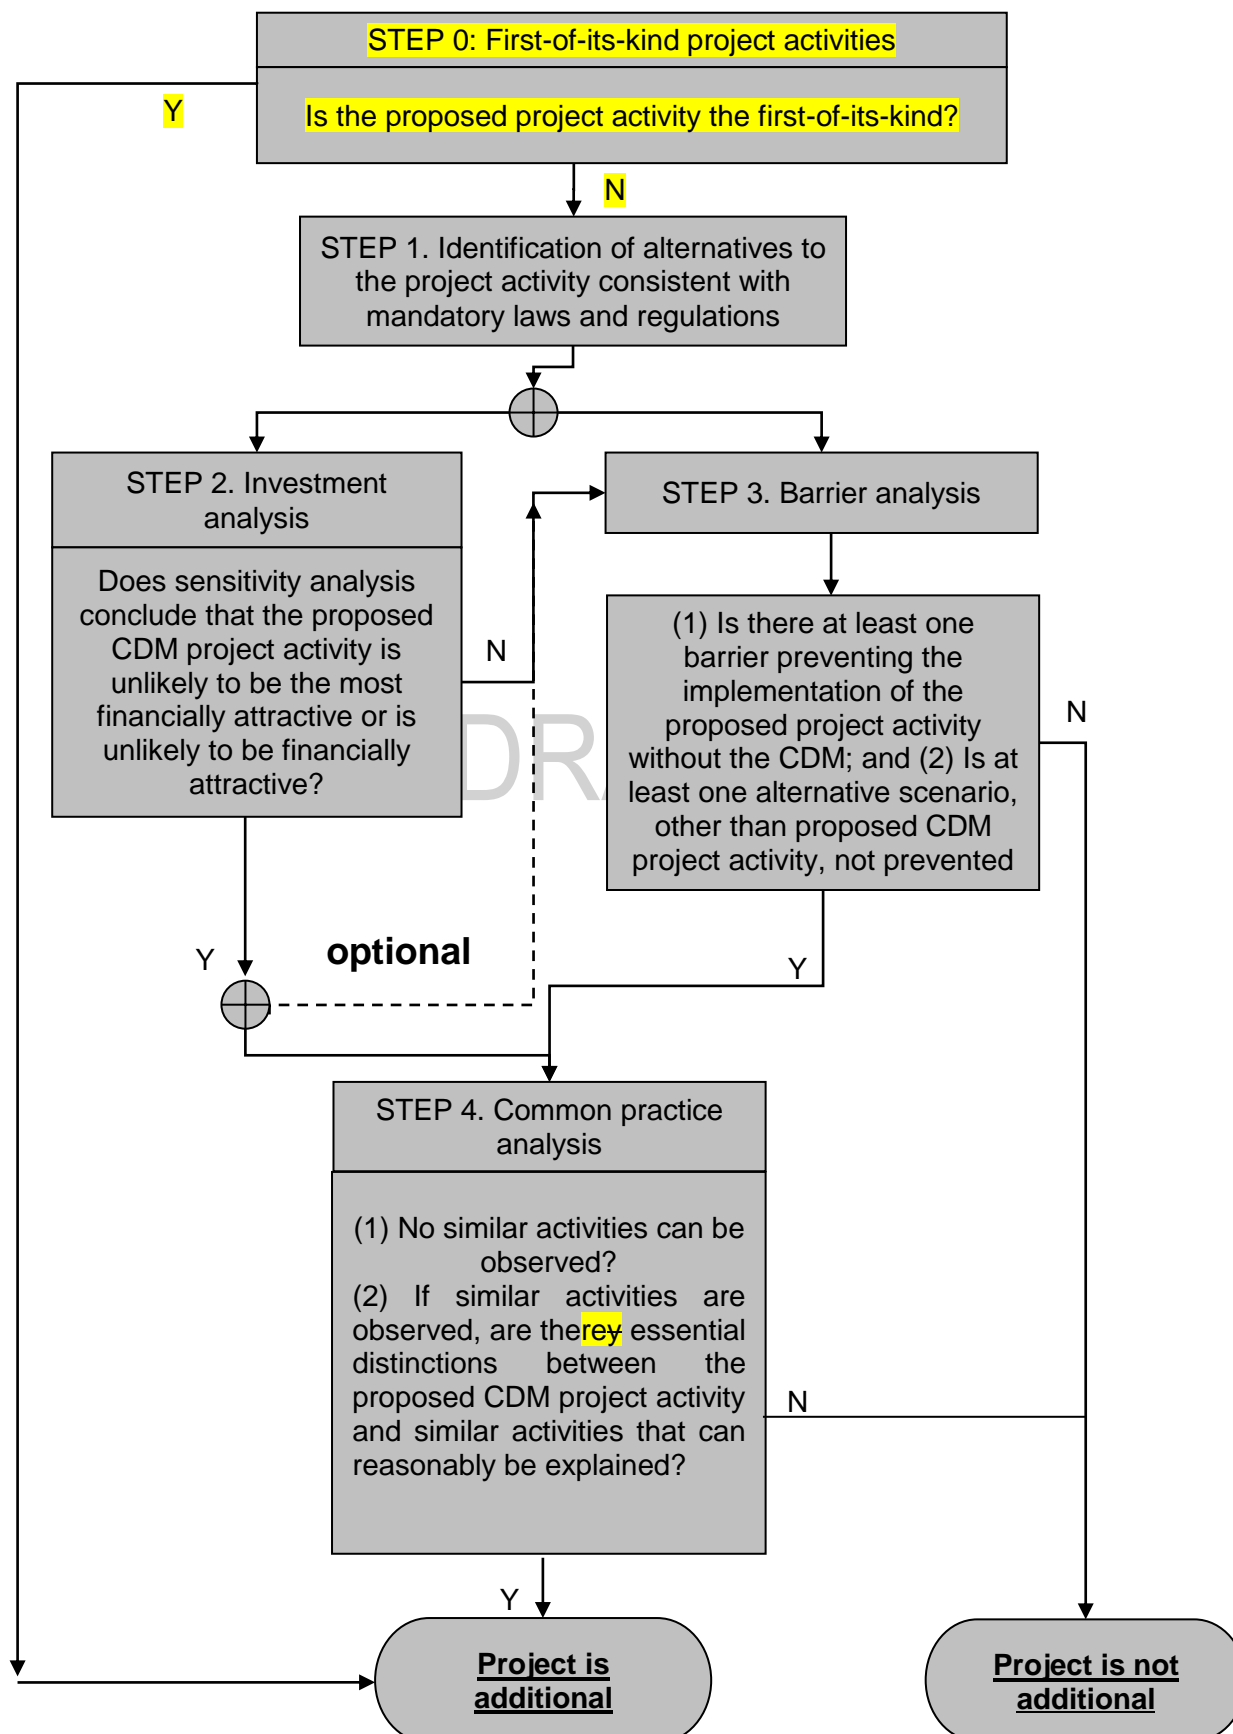 STEP 0: First-of-its-kind project activities
Is the proposed project activity the first-of-its-kind?
Y
N
STEP 1. Identification of alternatives to
the project activity consistent with
mandatory laws and regulations
STEP 2. Investment
analysis
Does sensitivity analysis
conclude that the proposed
CDM project activity is
unlikely to be the most
financially attractive or is
unlikely to be financially
attractive?
N
STEP 3. Barrier analysis
(1) Is there at least one
barrier preventing the
implementation of the
proposed project activity
without the CDM; and (2) Is at
least one alternative scenario,
other than proposed CDM
project activity, not prevented
N
DRA
Y
optional
Y
STEP 4. Common practice
analysis
(1) No similar activities can be
observed?
(2) If similar activities are
observed, are therey essential
distinctions between the
proposed CDM project activity
and similar activities that can
reasonably be explained?
N
Y
Project is
additional
Project is not
additional